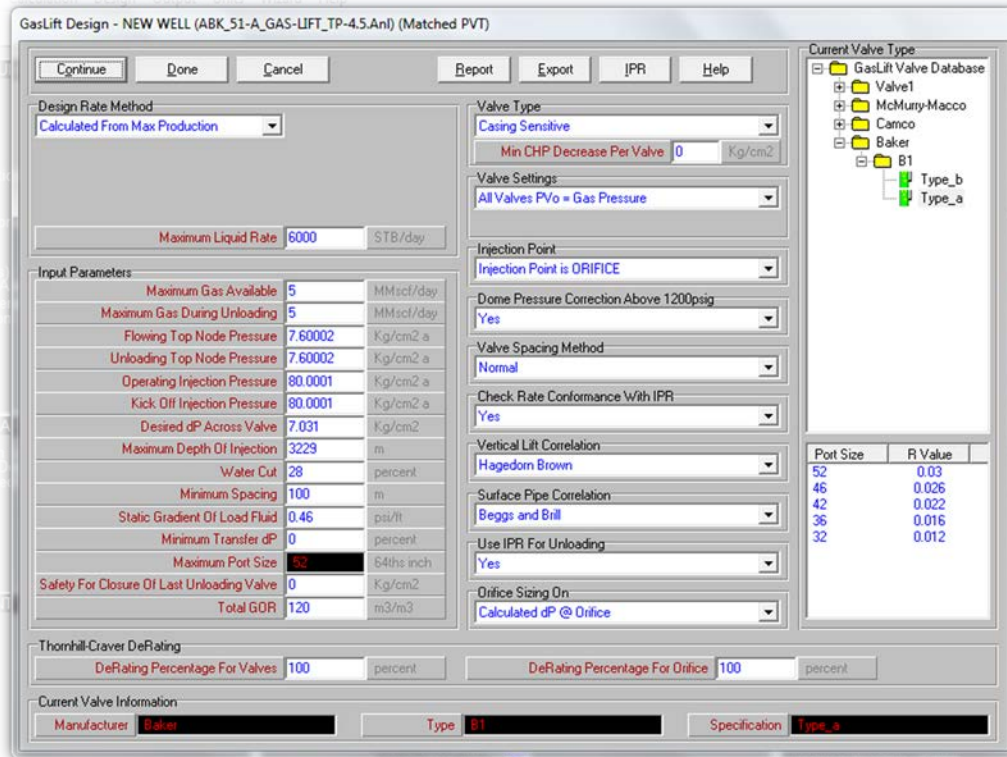 GasLift Design - NEW WELL (ABK_51-A_GAS-LIFT_TP-4.5.Anl) (Matched PVT)
Continue Done Cancel Report Export IPR Help
Design Rate Method
Calculated From Max Production
Maximum Liquid Rate 6000 STB/day
Input Parameters
Maximum Gas Available 5 MMscf/day
Maximum Gas During Unloading 5 MMscf/day
Flowing Top Node Pressure 7.60002 Kg/cm2 a
Unloading Top Node Pressure 7.60002 Kg/cm2 a
Operating Injection Pressure 80.0001 Kg/cm2 a
Kick Off Injection Pressure 80.0001 Kg/cm2 a
Desired dP Across Valve 7.031 Kg/cm2
Maximum Depth Of Injection 3229 m
Water Cut 28 percent
Minimum Spacing 100 m
Static Gradient Of Load Fluid 0.46 psi/ft
Minimum Transfer dP 0 percent
Maximum Port Size 52 64ths inch
Safety For Closure Of Last Unloading Valve 0 Kg/cm2
Total GOR 120 m3/m3
Valve Type
Casing Sensitive
Min CHP Decrease Per Valve 0 Kg/cm2
Valve Settings
All Valves PVo = Gas Pressure
Injection Point
Injection Point is ORIFICE
Dome Pressure Correction Above 1200psig
Yes
Valve Spacing Method
Normal
Check Rate Conformance With IPR
Yes
Vertical Lift Correlation
Hagedorn Brown
Surface Pipe Correlation
Beggs and Brill
Use IPR For Unloading
Yes
Orifice Sizing On
Calculated dP @ Orifice
Current Valve Type
GasLift Valve Database
Valve1
McMurry-Macco
Camco
Baker
B1
Type_b
Type_a
Port Size R Value
52 0.03
46 0.026
42 0.022
36 0.016
32 0.012
Thornhill-Craver DeRating
DeRating Percentage For Valves 100 percent DeRating Percentage For Orifice 100 percent
Current Valve Information
Manufacturer Baker Type B1 Specification Type_a